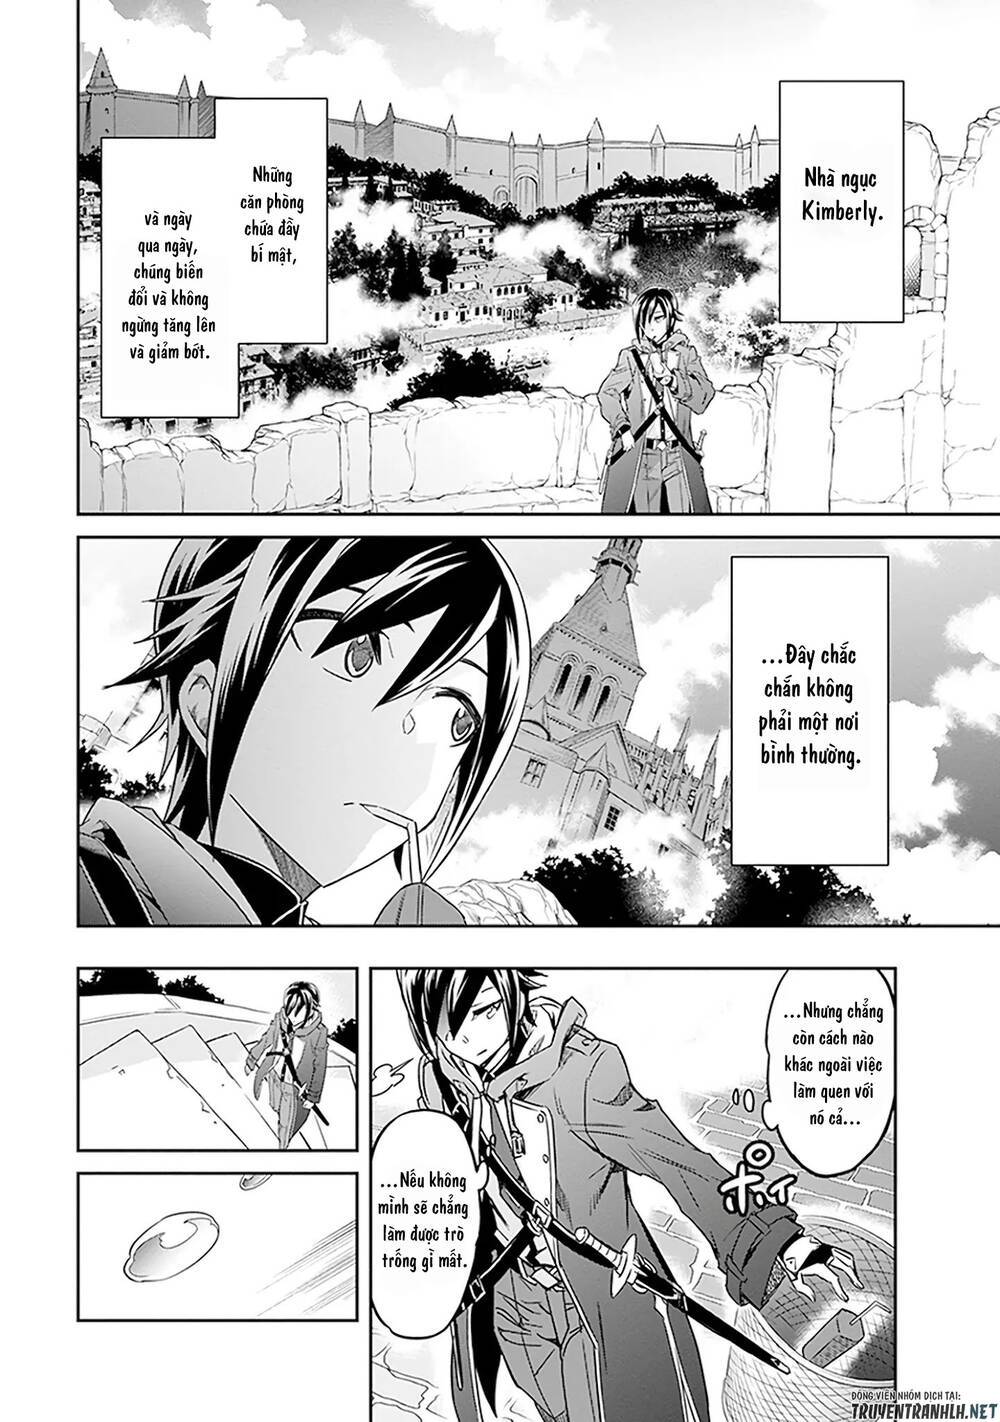 Nhà ngục
Kimberly.
Những
căn phòng
chứa đầy
bí mật,
và ngày
qua ngày,
chúng biến
đổi và không
ngừng tăng lên
và giảm bớt.
...Đây chắc
chắn không
phải một nơi
bình thường.
...Nhưng chẳng
còn cách nào
khác ngoài việc
làm quen với
nó cả...
ポイ
...Nếu không
mình sẽ chẳng
làm được trò
trống gì mất.
ĐỘNG VIÊN NHÓM DỊCH TẠI:
TRUYENTRANHLH.NET